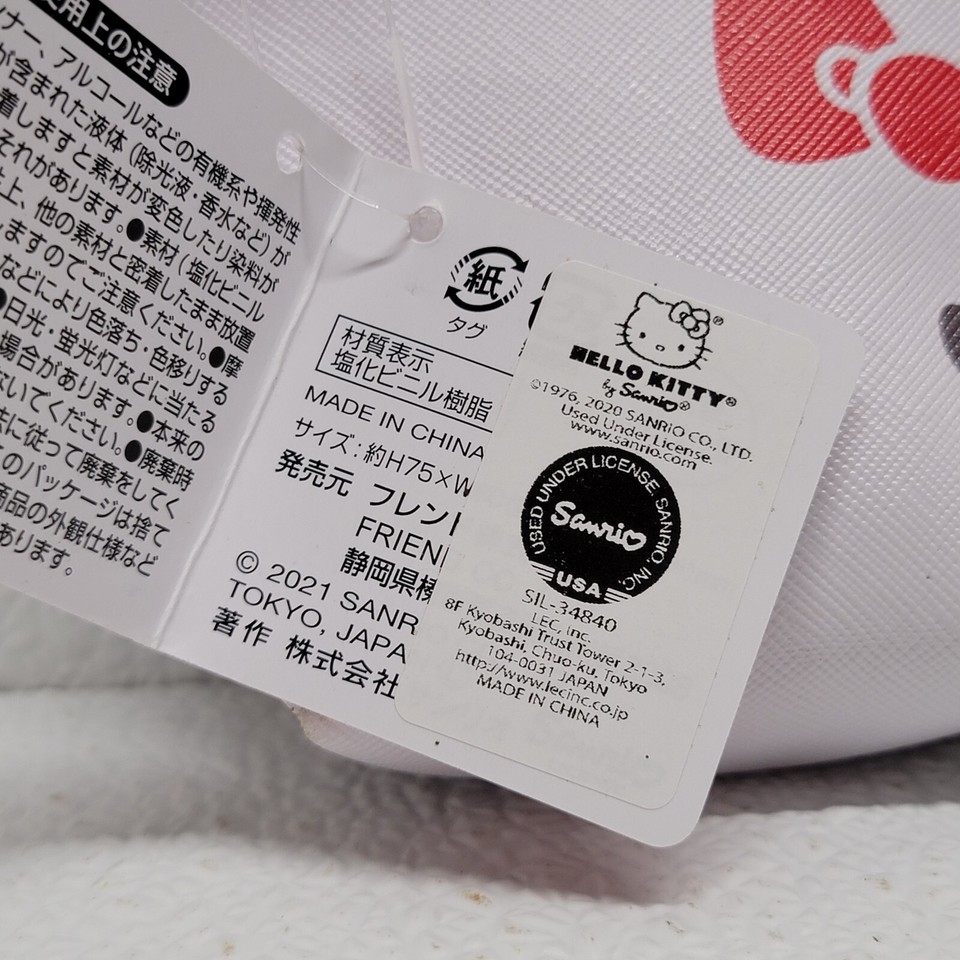 使用上の注意
ンナー、アルコールなどの有機系や揮発性
が含まれた液体(除光液・香水など)が
着しますと素材が変色したり染料が
それがあります。●素材(塩化ビニル
上、他の素材と密着したまま放置
しますのでご注意ください。●摩
などにより色落ち 色移りする
●日光・蛍光灯などに当たる
場合があります。●本来の
ないでください。●廃棄時
法に従って廃棄をしてく
のパッケージは捨て
商品の外観仕様など
あります。
紙
タグ
材質表示
塩化ビニル樹脂
MADE IN CHINA
サイズ:約H75×W
発売元 フレン
FRIEN
静岡県榛
© 2021 SANR
TOKYO, JAPA
著作 株式会社
HELLO KITTY®
by Sanrio®
©1976, 2020 SANRIO CO., LTD.
Used Under License.
www.sanrio.com
USED UNDER LICENSE. SANRIO, INC.
Sanrio
USA
SIL-34840
LEC, Inc.
8F Kyobashi Trust Tower 2-1-3,
Kyobashi, Chuo-ku, Tokyo
104-0031 JAPAN
http://www.lecinc.co.jp
MADE IN CHINA